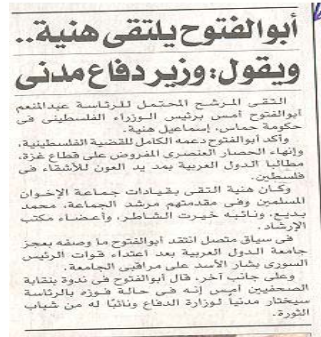 أبو الفتوح يلتقى هنية..
ويقول: وزير دفاع مدنى
التقى المرشح المحتمل للرئاسة عبدالمنعم
أبوالفتوح أمس برئيس الوزراء الفلسطينى فى
حكومة حماس، إسماعيل هنية.
وأكد أبوالفتوح دعمه الكامل للقضية الفلسطينية،
وإنهاء الحصار العنصرى المفروض على قطاع غزة،
مطالبا الدول العربية بمد يد العون للأشقاء فى
فلسطين.
وكان هنية التقى بقيادات جماعة الإخوان
المسلمين وفى مقدمتهم مرشد الجماعة، محمد
بديع، ونائبه خيرت الشاطر، وأعضاء مكتب
الإرشاد.
فى سياق متصل انتقد أبوالفتوح ما وصفه بعجز
جامعة الدول العربية بعد اعتداء قوات الرئيس
السورى بشار الأسد على مراقبى الجامعة.
وعلى جانب آخر، قال أبوالفتوح فى ندوة بنقابة
الصحفيين أمس إنه فى حالة فوزه بالرئاسة
سيختار مدنياً لوزارة الدفاع ونائبًا له من شباب
الثورة.